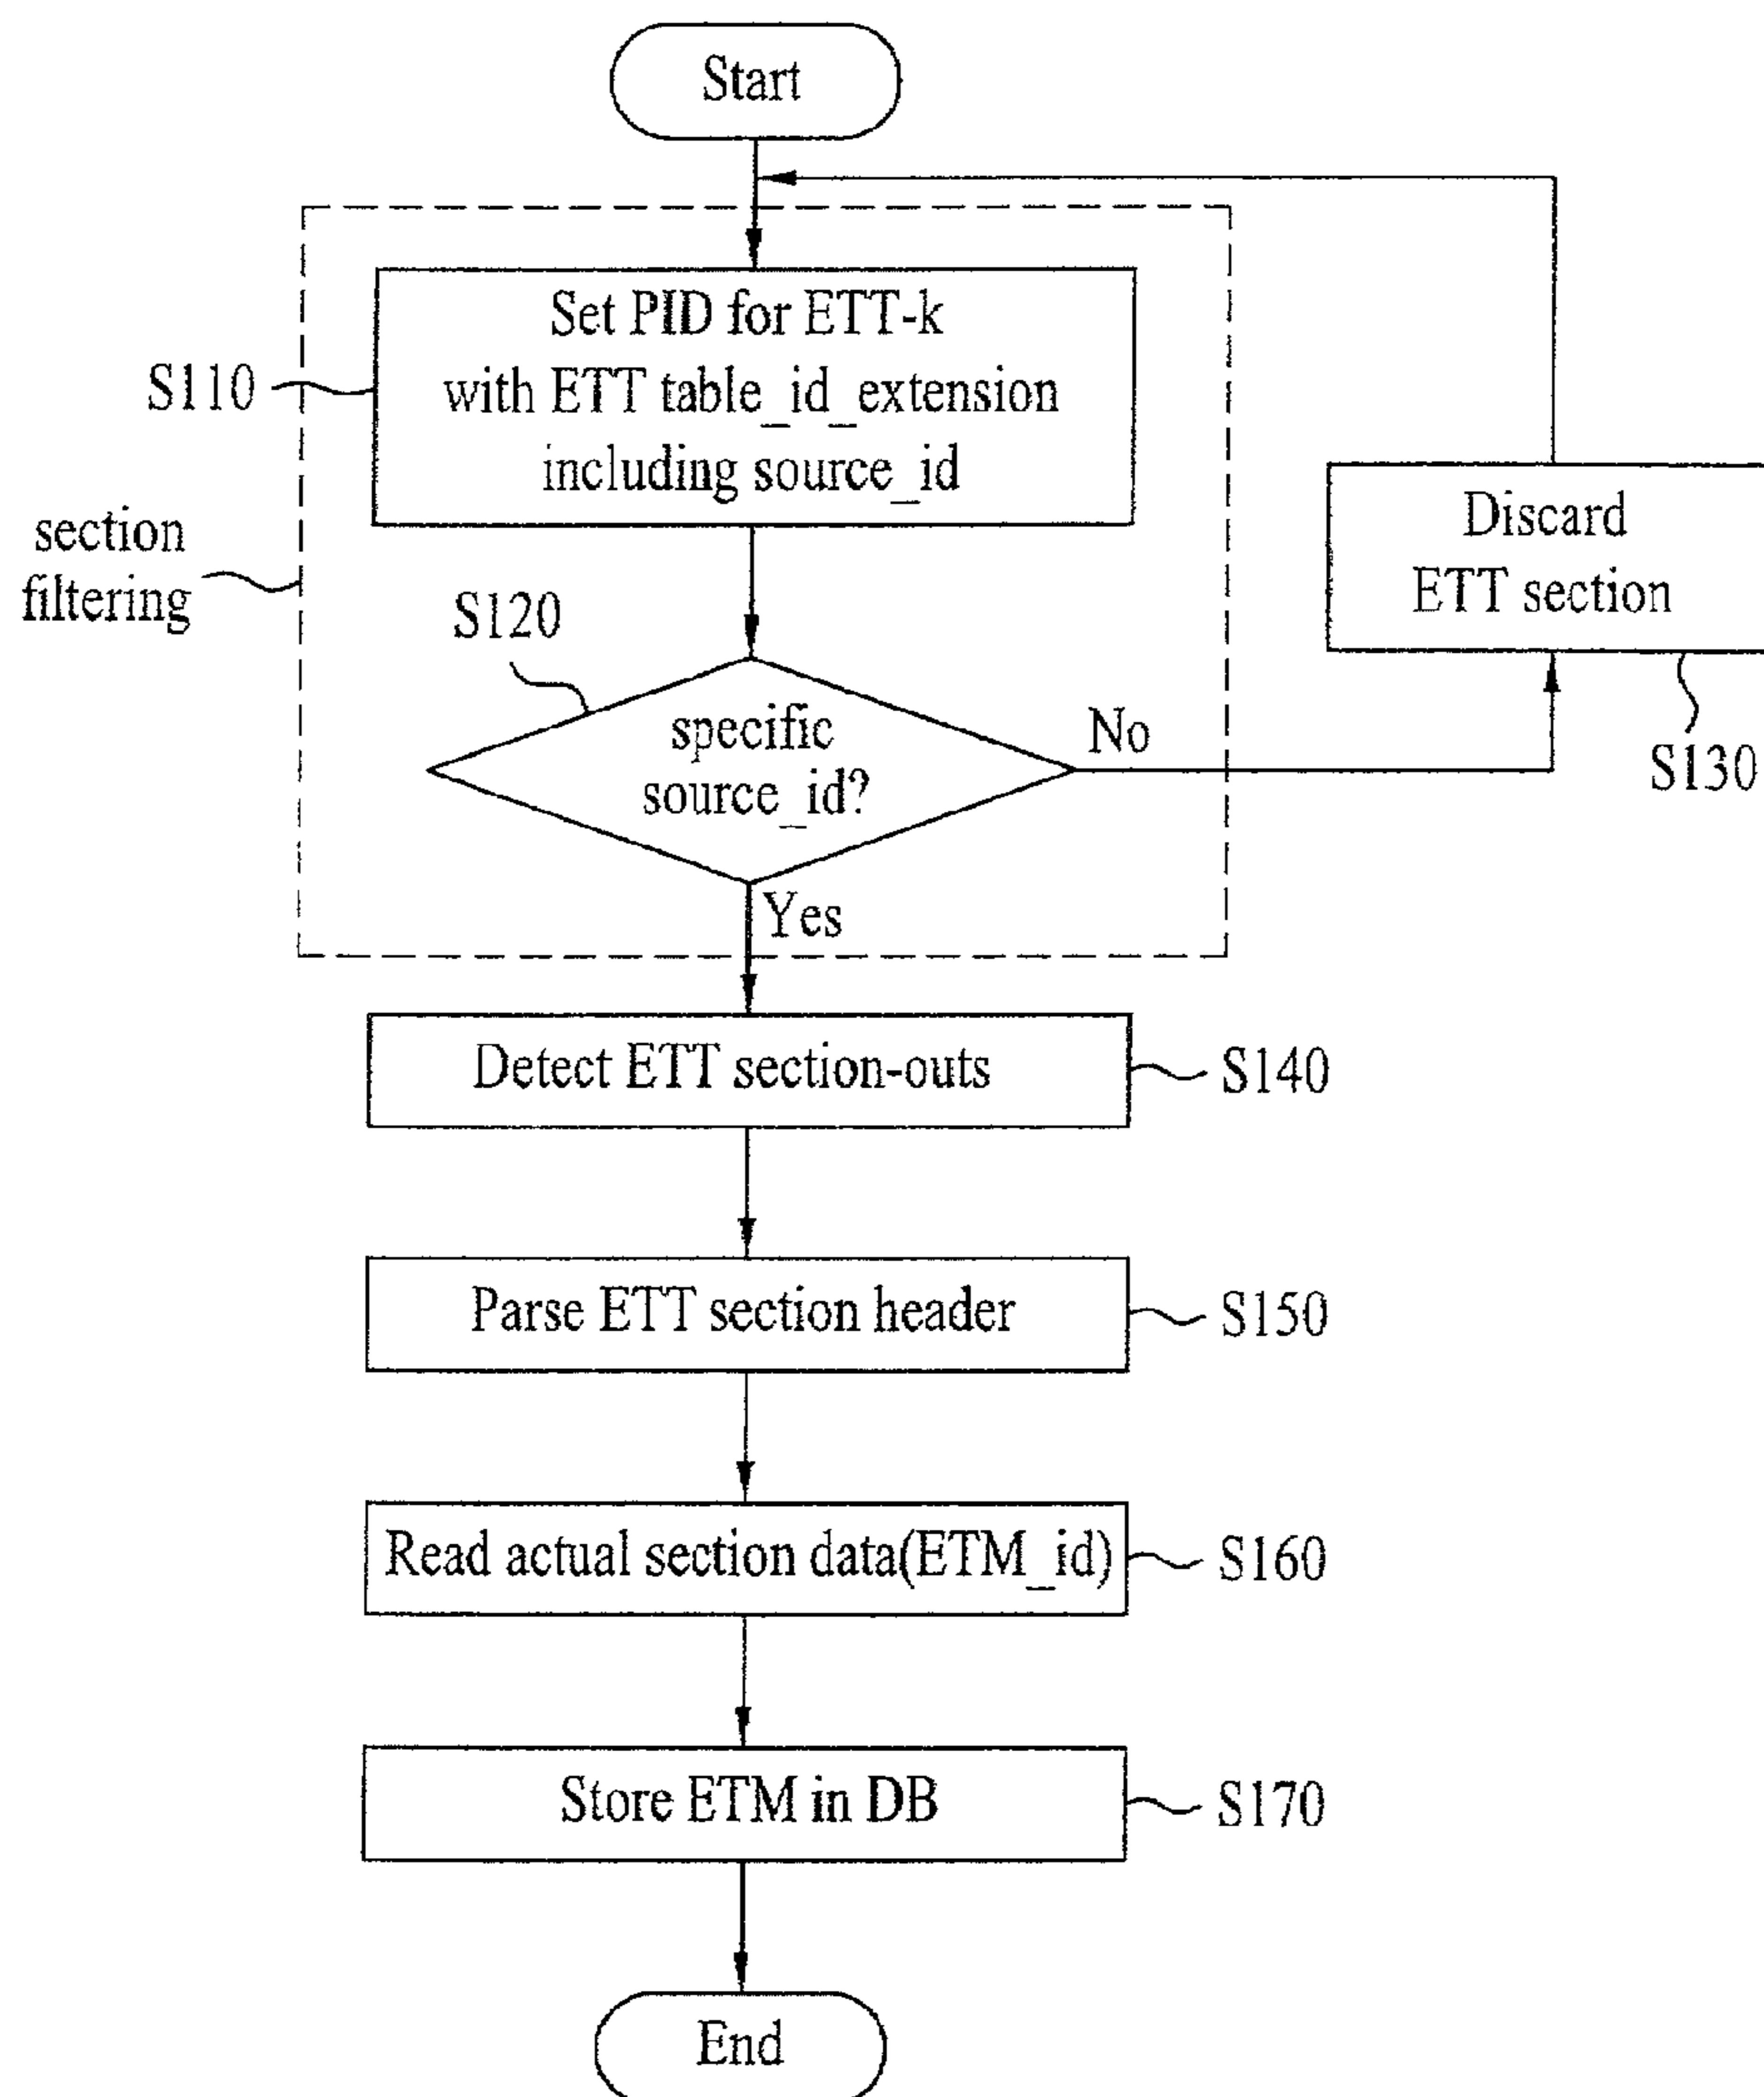 Start
Set PID for ETT-k
with ETT table_id_extension
including source_id
S110
section
filtering
Discard
ETT section
S130
S120
specific
source_id?
No
Yes
Detect ETT section-outs
S140
Parse ETT section header
S150
Read actual section data(ETM_id)
S160
Store ETM in DB
S170
End